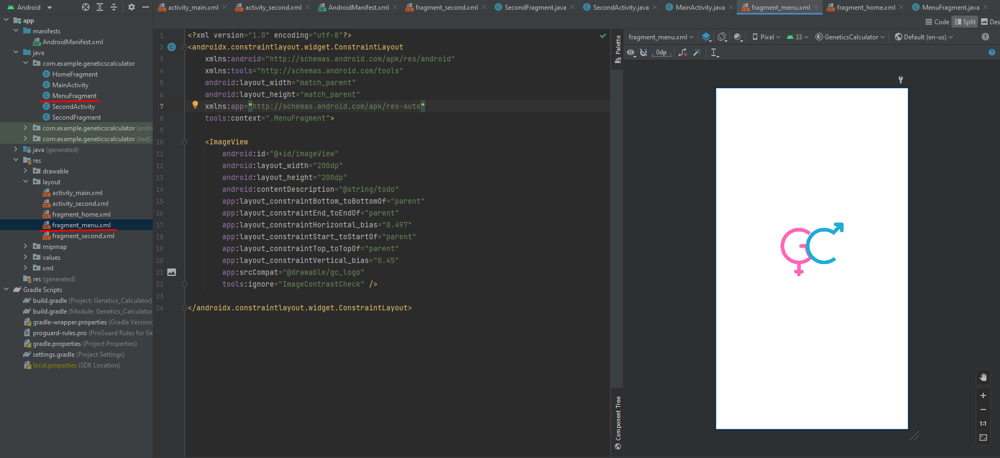 Android
activity_main.xml
activity_second.xml
AndroidManifest.xml
fragment_second.xml
SecondFragment.java
SecondActivity.java
MainActivity.java
fragment_menu.xml
fragment_home.xml
MenuFragment.java
Code
Split
Des
app
manifests
AndroidManifest.xml
java
com.example.geneticscalculator
HomeFragment
MainActivity
MenuFragment
SecondActivity
SecondFragment
com.example.geneticscalculator (andr
com.example.geneticscalculator (test)
java (generated)
res
drawable
layout
activity_main.xml
activity_second.xml
fragment_home.xml
fragment_menu.xml
fragment_second.xml
mipmap
values
xml
res (generated)
Gradle Scripts
build.gradle (Project: Genetics_Calculator)
build.gradle (Module: Genetics_Calculator
gradle-wrapper.properties (Gradle Version)
proguard-rules.pro (ProGuard Rules for Ge
gradle.properties (Project Properties)
settings.gradle (Project Settings)
local.properties (SDK Location)
1 <?xml version="1.0" encoding="utf-8"?>
2 <androidx.constraintlayout.widget.ConstraintLayout
3 xmlns:android="http://schemas.android.com/apk/res/android"
4 xmlns:tools="http://schemas.android.com/tools"
5 android:layout_width="match_parent"
6 android:layout_height="match_parent"
7 xmlns:app="http://schemas.android.com/apk/res-auto"
8 tools:context=".MenuFragment">
9
10 <ImageView
11 android:id="@+id/imageView"
12 android:layout_width="200dp"
13 android:layout_height="200dp"
14 android:contentDescription="@string/todo"
15 app:layout_constraintBottom_toBottomOf="parent"
16 app:layout_constraintEnd_toEndOf="parent"
17 app:layout_constraintHorizontal_bias="0.497"
18 app:layout_constraintStart_toStartOf="parent"
19 app:layout_constraintTop_toTopOf="parent"
20 app:layout_constraintVertical_bias="0.45"
21 app:srcCompat="@drawable/gc_logo"
22 tools:ignore="ImageContrastCheck" />
23
24 </androidx.constraintlayout.widget.ConstraintLayout>
Palette
Component Tree
fragment_menu.xml
Pixel
33
GeneticsCalculator
Default (en-us)
0dp
1:1